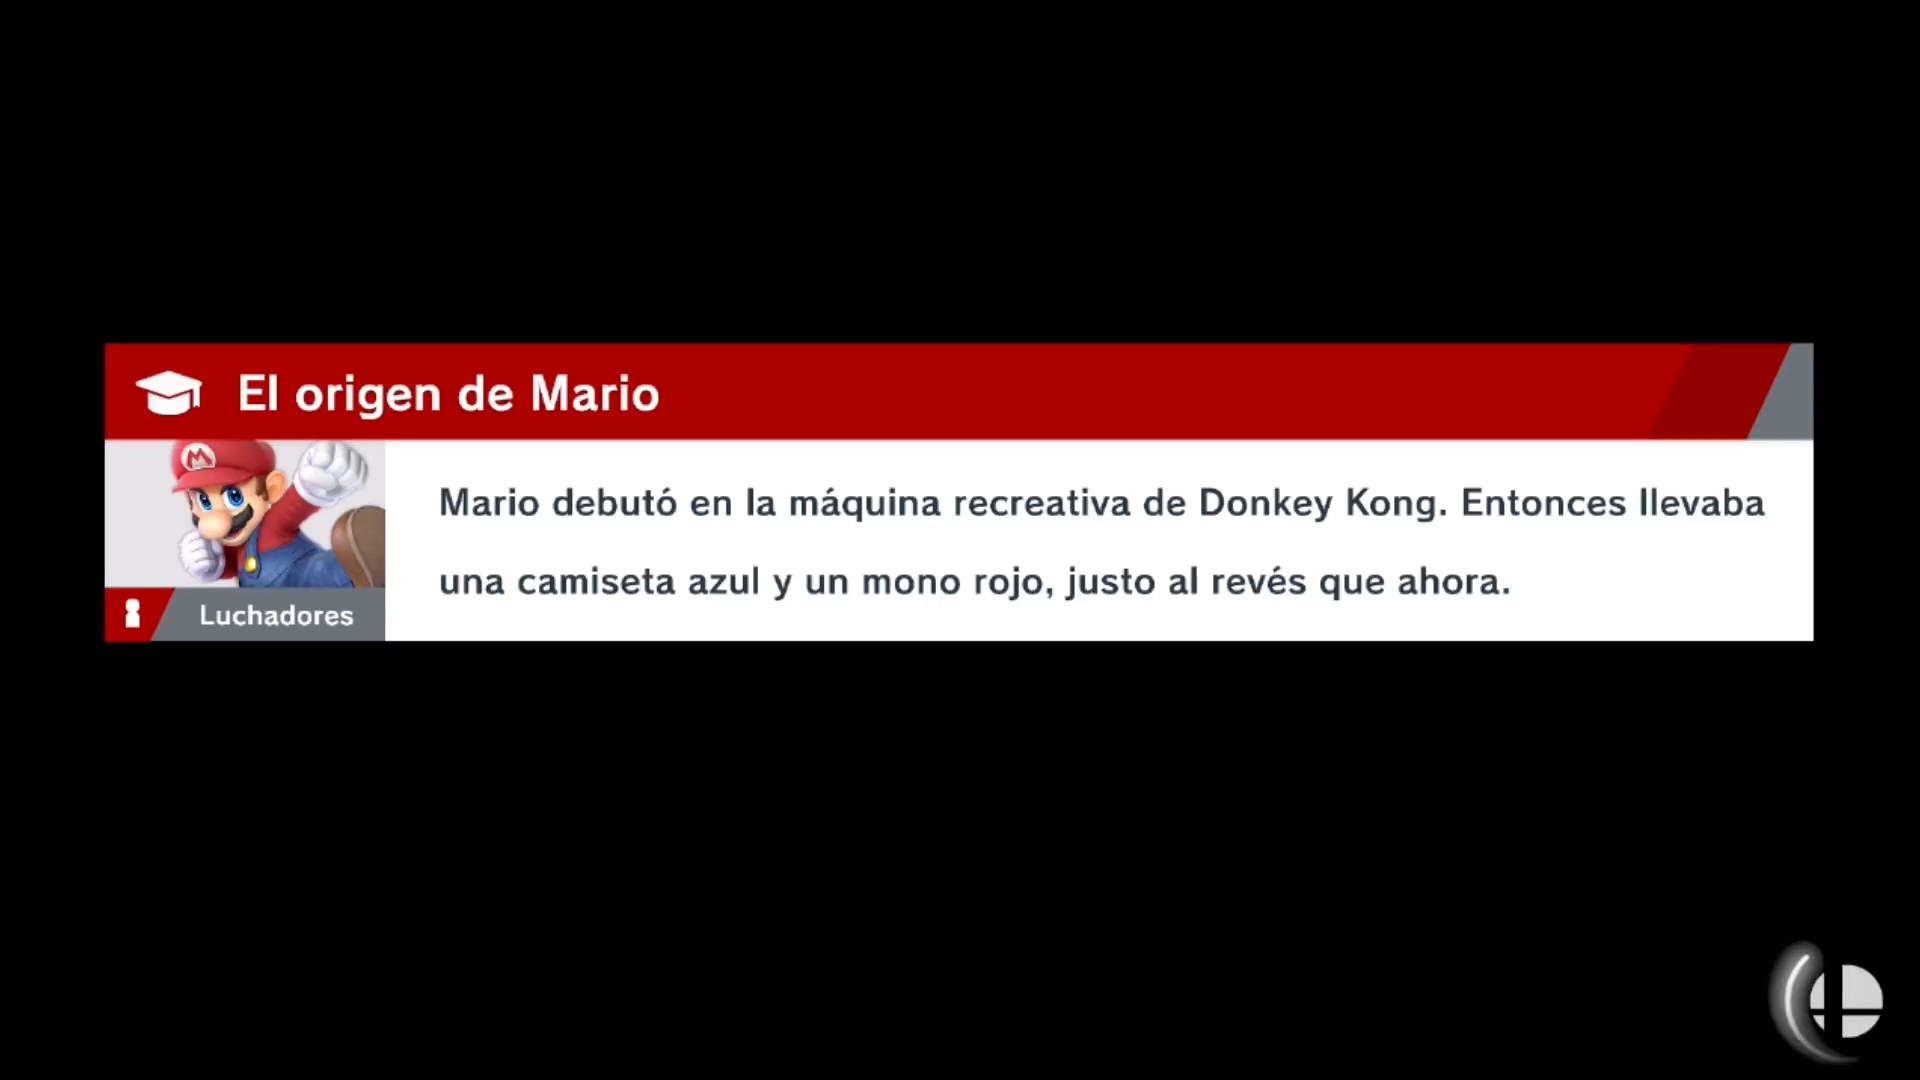 El origen de Mario
Mario debutó en la máquina recreativa de Donkey Kong. Entonces llevaba
una camiseta azul y un mono rojo, justo al revés que ahora.
Luchadores